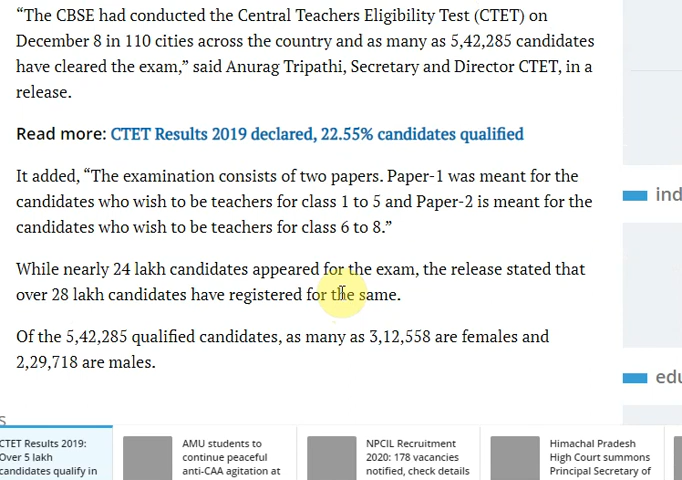 “The CBSE had conducted the Central Teachers Eligibility Test (CTET) on
December 8 in 110 cities across the country and as many as 5,42,285 candidates
have cleared the exam,” said Anurag Tripathi, Secretary and Director CTET, in a
release.
Read more: CTET Results 2019 declared, 22.55% candidates qualified
It added, “The examination consists of two papers. Paper-1 was meant for the
candidates who wish to be teachers for class 1 to 5 and Paper-2 is meant for the
candidates who wish to be teachers for class 6 to 8.”
While nearly 24 lakh candidates appeared for the exam, the release stated that
over 28 lakh candidates have registered for the same.
Of the 5,42,285 qualified candidates, as many as 3,12,558 are females and
2,29,718 are males.
ind
edu
s
CTET Results 2019:
Over 5 lakh
candidates qualify in
AMU students to
continue peaceful
anti-CAA agitation at
NPCIL Recruitment
2020: 178 vacancies
notified, check details
Himachal Pradesh
High Court summons
Principal Secretary of